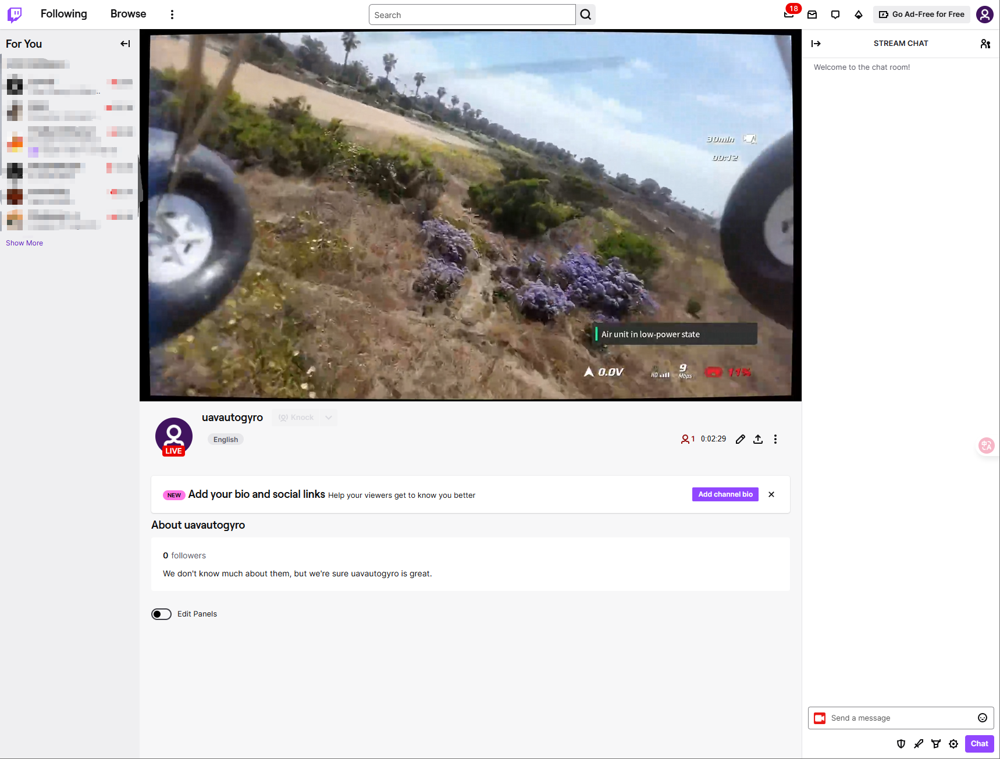 Following
Browse
Search
18
Go Ad-Free for Free
For You
STREAM CHAT
Welcome to the chat room!
30min
00:12
Show More
Air unit in low-power state
0.0V
HD
9
Mbps
11%
uavautogyro
Knock
English
LIVE
1
0:02:29
NEW
Add your bio and social links
Help your viewers get to know you better
Add channel bio
About uavautogyro
0 followers
We don't know much about them, but we're sure uavautogyro is great.
Edit Panels
Send a message
Chat